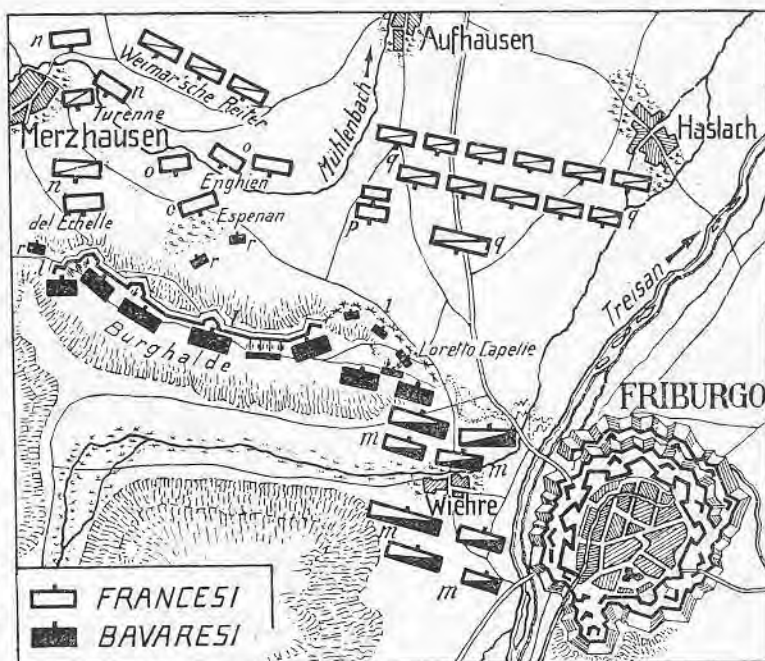 n
Weimar'sche Reiter
Aufhausen
n
Turenne
Merzhausen
Mühlenbach
Haslach
o
o
Enghien
q
n
c
Espenan
p
q
q
del Echelle
r
r
r
l
l
l
Treisan
Burghalde
Loretto Capelle
FRIBURGO
m
m
Wiehre
m
m
FRANCESI
BAVARESI